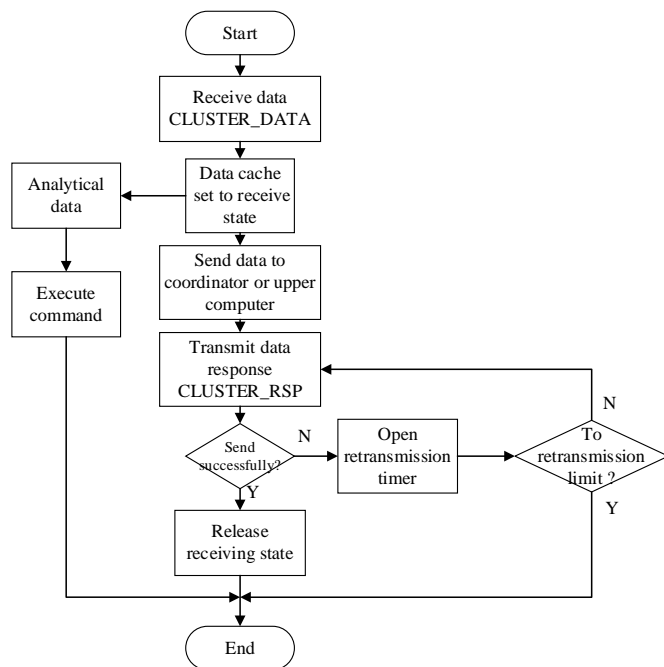 Start
Receive data
CLUSTER_DATA
Analytical
data
Data cache
set to receive
state
Execute
command
Send data to
coordinator or upper
computer
Transmit data
response
CLUSTER_RSP
Send
successfully?
N
Open
retransmission
timer
To
retransmission
limit ?
N
Y
Y
Release
receiving state
End